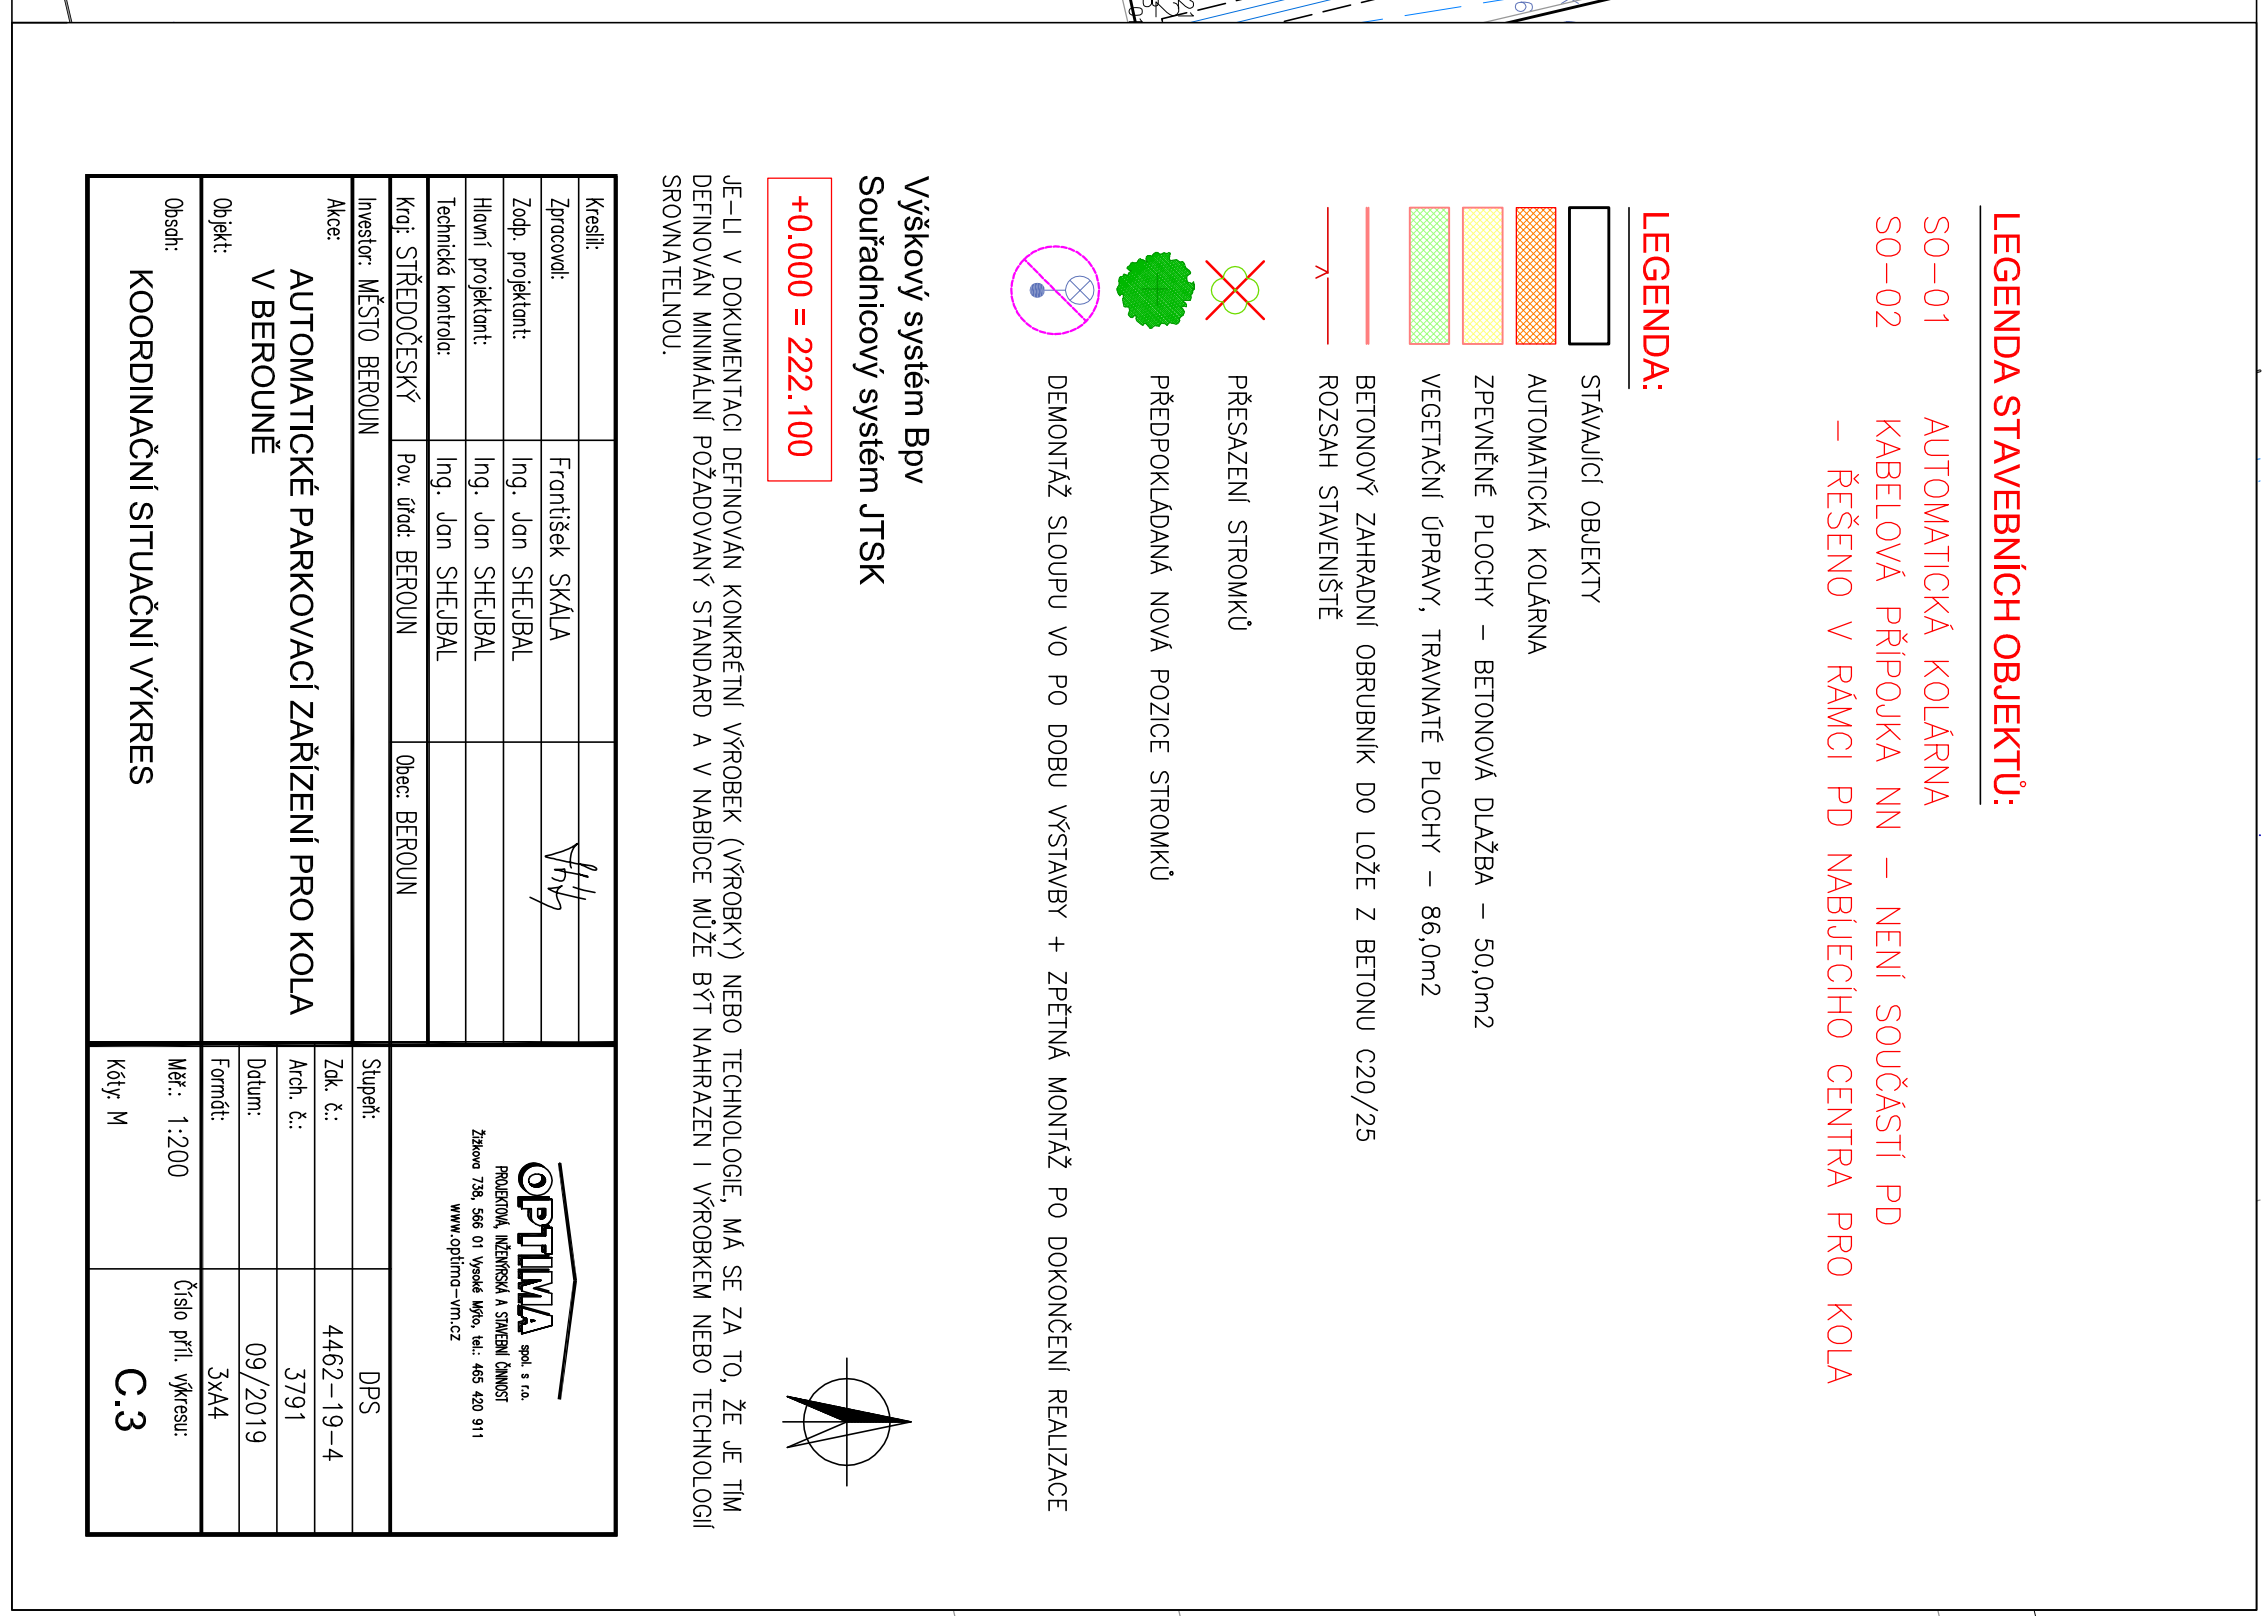 LEGENDA STAVEBNÍCH OBJEKTŮ:
SO-01 AUTOMATICKÁ KOLÁRNA
SO-02 KABELOVÁ PŘÍPOJKA NN - NENÍ SOUČÁSTÍ PD
- ŘEŠENO V RÁMCI PD NABÍJECÍHO CENTRA PRO KOLA
LEGENDA:
STÁVAJÍCÍ OBJEKTY
AUTOMATICKÁ KOLÁRNA
ZPEVNĚNÉ PLOCHY - BETONOVÁ DLAŽBA - 50,0m2
VEGETAČNÍ ÚPRAVY, TRAVNATÉ PLOCHY - 86,0m2
BETONOVÝ ZAHRADNÍ OBRUBNÍK DO LOŽE Z BETONU C20/25
ROZSAH STAVENIŠTĚ
PŘESAZENÍ STROMKŮ
PŘEDPOKLÁDANÁ NOVÁ POZICE STROMKŮ
DEMONTÁŽ SLOUPU VO PO DOBU VÝSTAVBY + ZPĚTNÁ MONTÁŽ PO DOKONČENÍ REALIZACE
Výškový systém Bpv
Souřadnicový systém JTSK
+0.000 = 222.100
JE-LI V DOKUMENTACI DEFINOVÁN KONKRÉTNÍ VÝROBEK (VÝROBKY) NEBO TECHNOLOGIE, MÁ SE ZA TO, ŽE JE TÍM
DEFINOVÁN MINIMÁLNÍ POŽADOVANÝ STANDARD A V NABÍDCE MŮŽE BÝT NAHRAZEN I VÝROBKEM NEBO TECHNOLOGIÍ
SROVNATELNOU.
Kreslil:
Zpracoval: František SKÁLA
Zodp. projektant: Ing. Jan SHEJBAL
Hlavní projektant: Ing. Jan SHEJBAL
Technická kontrola: Ing. Jan SHEJBAL
Kraj: STŘEDOČESKÝ Pov. úřad: BEROUN Obec: BEROUN
Investor: MĚSTO BEROUN
Akce:
AUTOMATICKÉ PARKOVACÍ ZAŘÍZENÍ PRO KOLA
V BEROUNĚ
Objekt:
Obsah:
KOORDINAČNÍ SITUAČNÍ VÝKRES
OPTIMA spol. s r.o.
PROJEKTOVÁ, INŽENÝRSKÁ A STAVEBNÍ ČINNOST
Žižkova 738, 566 01 Vysoké Mýto, tel.: 465 420 911
www.optima-vm.cz
Stupeň: DPS
Zak. č.: 4462-19-4
Arch. č.: 3791
Datum: 09/2019
Formát: 3xA4
Měř.: 1:200
Kóty: M
Číslo příl. výkresu:
C.3